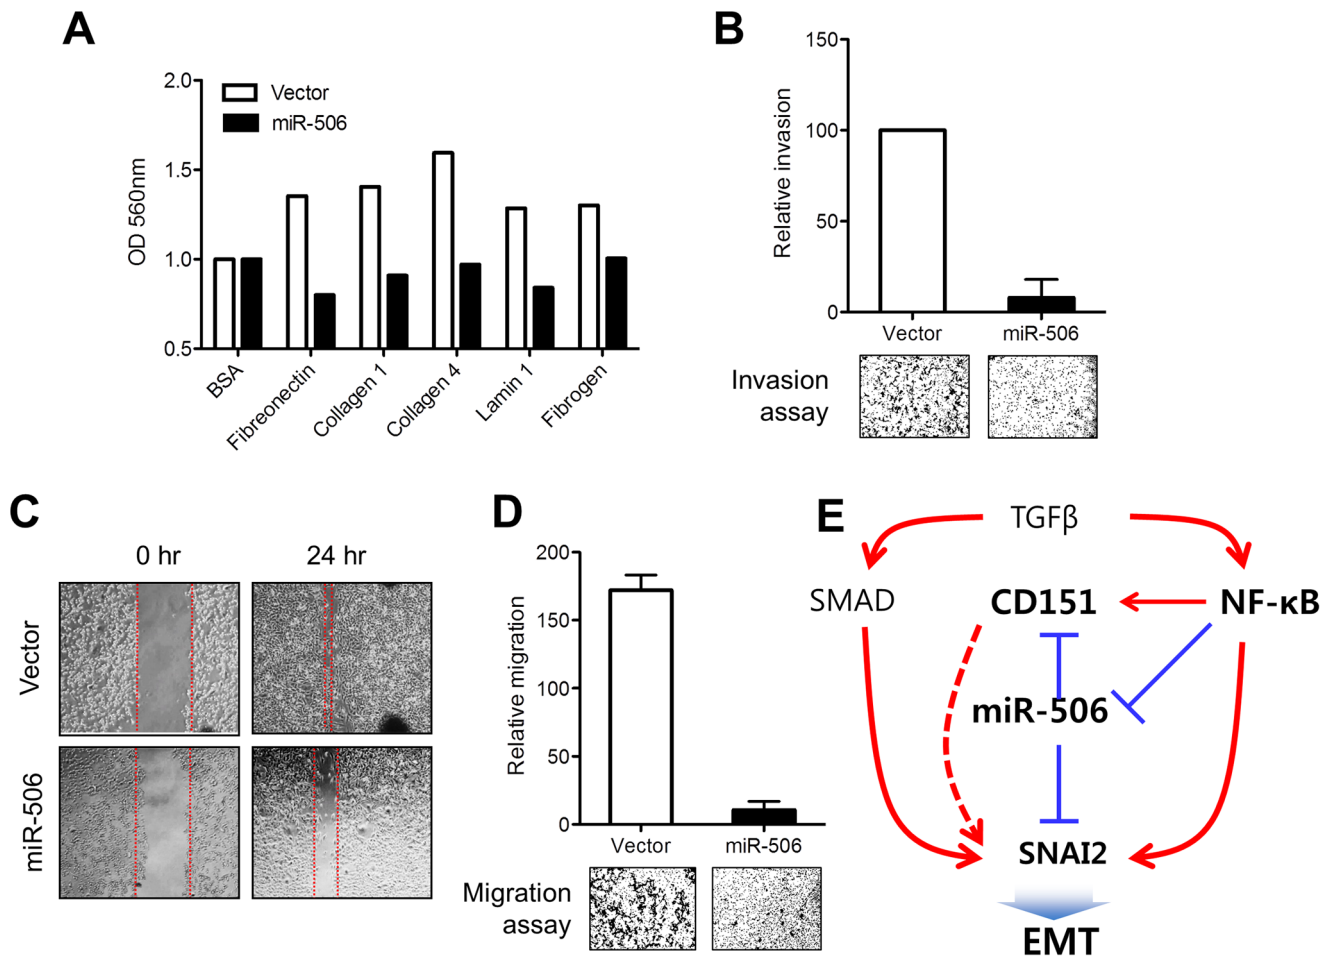 A
2.0
1.5
1.0
0.5
OD 560nm
Vector
miR-506
BSA
Fibreonectin
Collagen 1
Collagen 4
Lamin 1
Fibrogen
B
150
100
50
0
Relative invasion
Vector
miR-506
Invasion
assay
C
0 hr
24 hr
Vector
miR-506
D
200
150
100
50
0
Relative migration
Vector
miR-506
Migration
assay
E
TGFβ
SMAD
CD151
NF-κB
miR-506
SNAI2
EMT